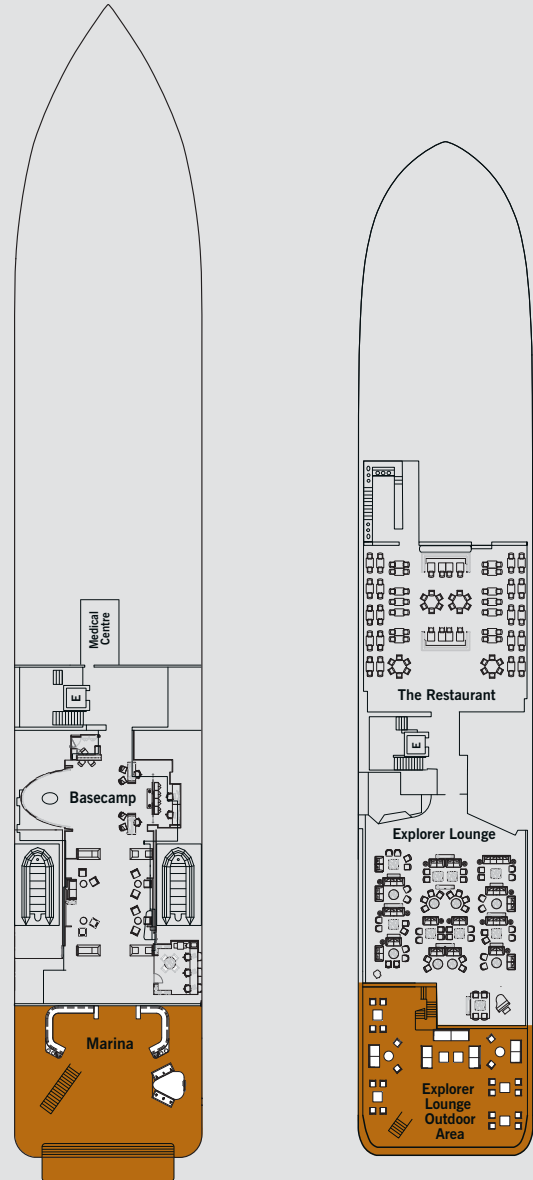 Medical
Centre
E
Basecamp
Marina
The Restaurant
E
Explorer Lounge
Explorer
Lounge
Outdoor
Area